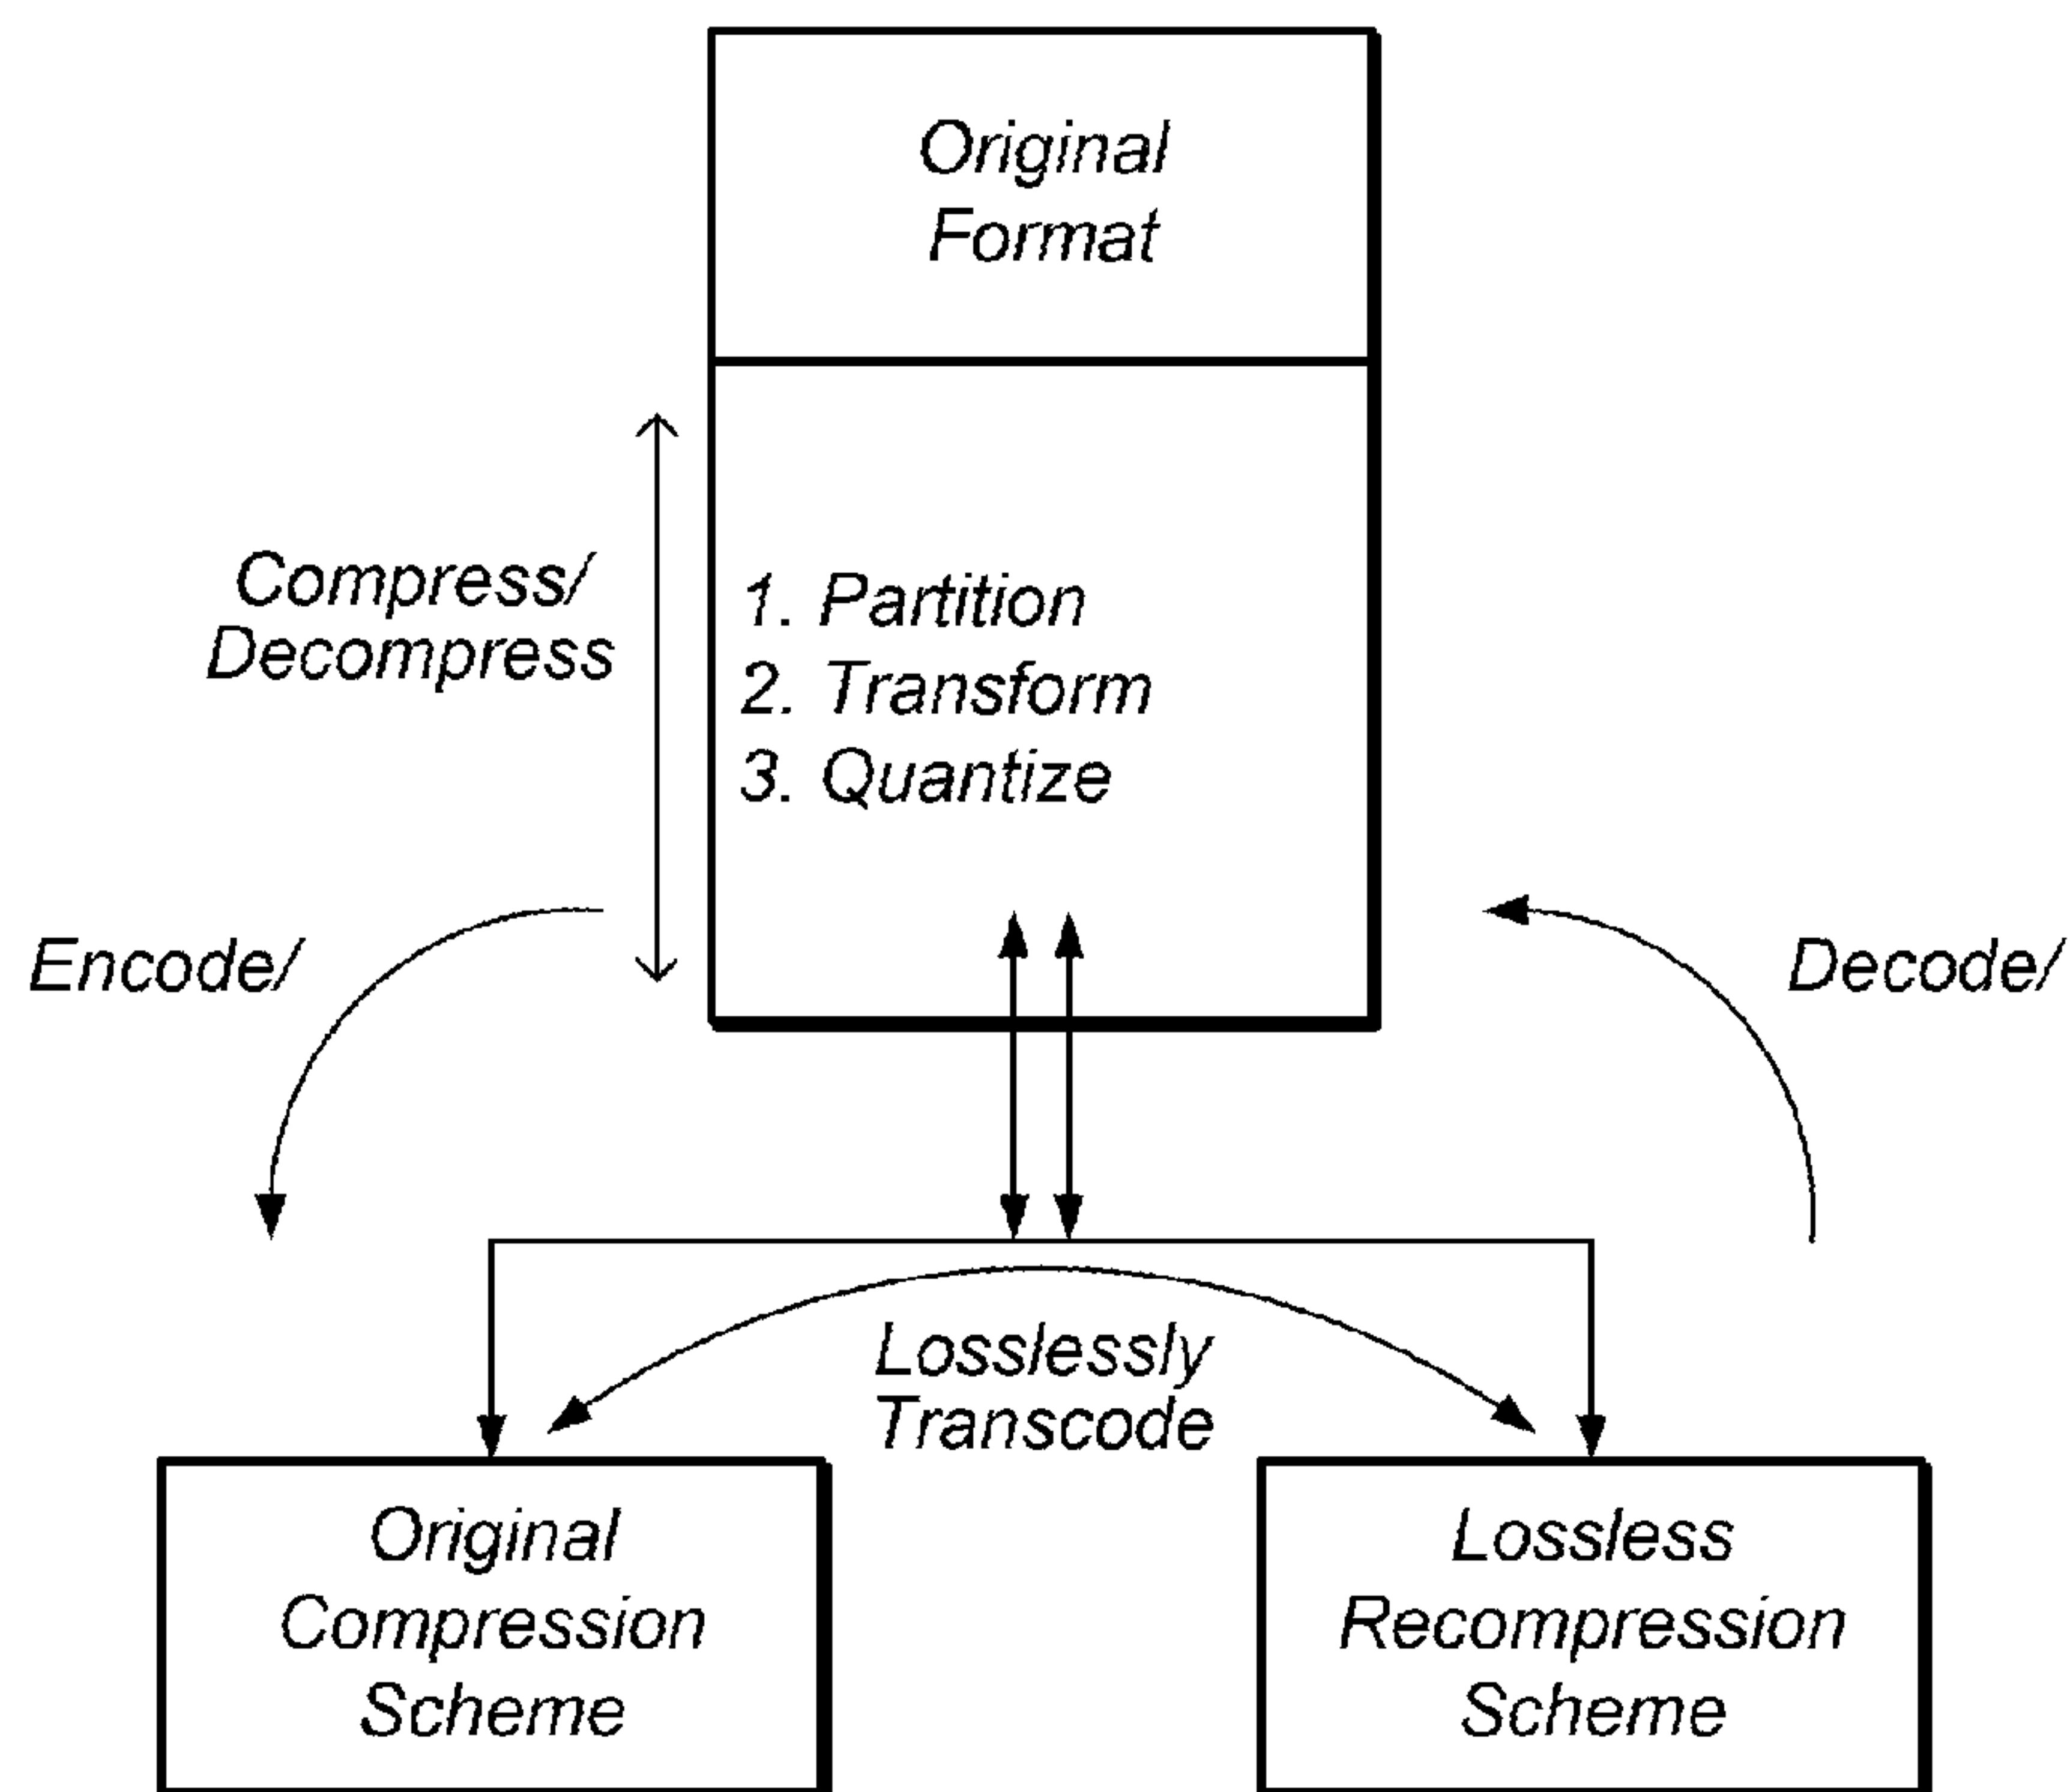 Original
Format
Compress/
Decompress
1. Partition
2. Transform
3. Quantize
Encode/
Decode/
Losslessly
Transcode
Original
Compression
Scheme
Lossless
Recompression
Scheme